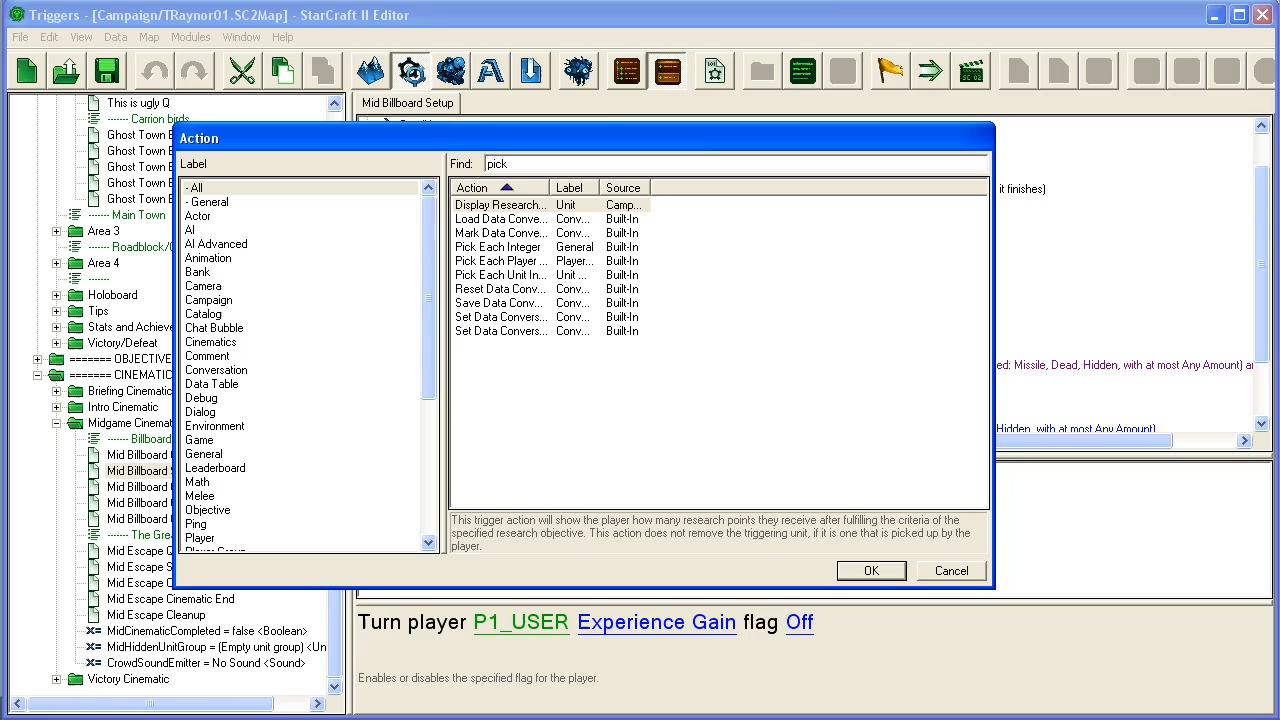 Triggers - [Campaign/TRaynor01.SC2Map] - StarCraft II Editor
File Edit View Data Map Modules Window Help
This is ugly Q
Carrion birds
Ghost Town
Ghost Town
Ghost Town
Ghost Town
Ghost Town
------ Main Town
Area 3
------ Roadblock/
Area 4
------
Holoboard
Tips
Stats and Achieve
Victory/Defeat
======= OBJECTIVE
======= CINEMATIC
Briefing Cinematic
Intro Cinematic
Midgame Cinemat
------ Billboard
Mid Billboard
Mid Billboard
Mid Billboard
Mid Billboard
Mid Billboard
------ The Gre
Mid Escape
Mid Escape
Mid Escape
Mid Escape Cinematic End
Mid Escape Cleanup
MidCinematicCompleted = false <Boolean>
MidHiddenUnitGroup = (Empty unit group) <Un
CrowdSoundEmitter = No Sound <Sound>
Victory Cinematic
Mid Billboard Setup
it finishes)
ed: Missile, Dead, Hidden, with at most Any Amount) ar
Hidden, with at most Any Amount)
Action
Label
- All
- General
Actor
AI
AI Advanced
Animation
Bank
Camera
Campaign
Catalog
Chat Bubble
Cinematics
Comment
Conversation
Data Table
Debug
Dialog
Environment
Game
General
Leaderboard
Math
Melee
Objective
Ping
Player
Player Group
Find: pick
Action Label Source
Display Research... Unit Camp...
Load Data Conve... Conv... Built-In
Mark Data Conve... Conv... Built-In
Pick Each Integer General Built-In
Pick Each Player ... Player... Built-In
Pick Each Unit In... Unit ... Built-In
Reset Data Conv... Conv... Built-In
Save Data Conv... Conv... Built-In
Set Data Convers... Conv... Built-In
Set Data Convers... Conv... Built-In
This trigger action will show the player how many research points they receive after fulfilling the criteria of the
specified research objective. This action does not remove the triggering unit, if it is one that is picked up by the
player.
OK Cancel
Turn player P1_USER Experience Gain flag Off
Enables or disables the specified flag for the player.